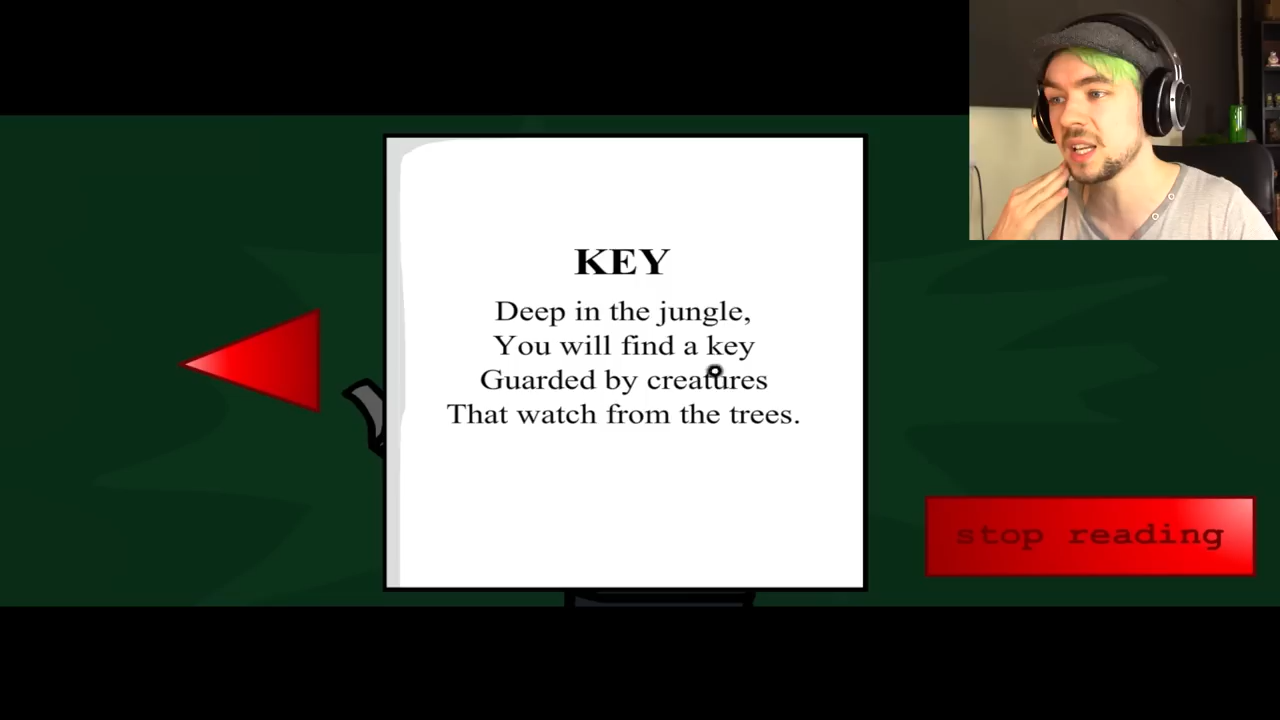 KEY
Deep in the jungle,
You will find a key
Guarded by creatures
That watch from the trees.
stop reading